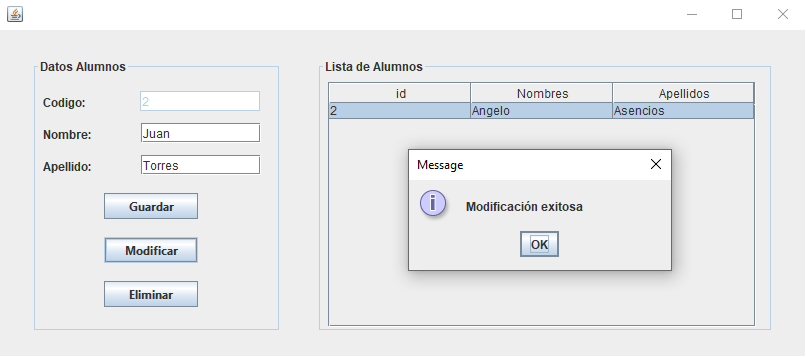 Datos Alumnos
Codigo: 2
Nombre: Juan
Apellido: Torres
Guardar
Modificar
Eliminar
Lista de Alumnos
id Nombres Apellidos
2 Angelo Asencios
Message
Modificación exitosa
OK